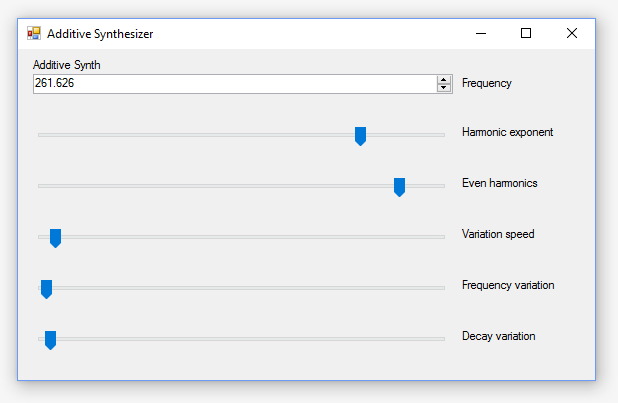 Additive Synthesizer
Additive Synth
261.626
Frequency
Harmonic exponent
Even harmonics
Variation speed
Frequency variation
Decay variation